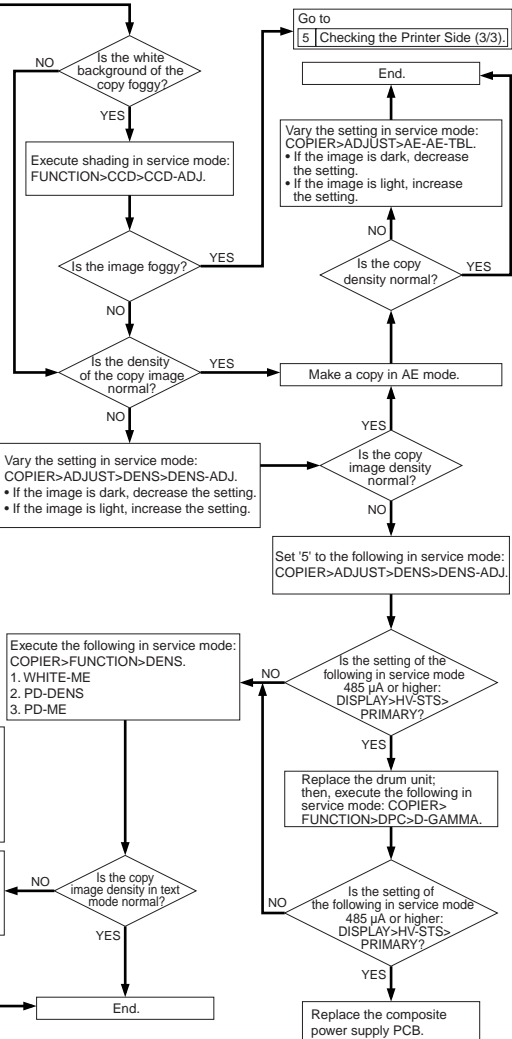 Go to
5 Checking the Printer Side (3/3).
NO
Is the white
background of the
copy foggy?
YES
End.
Execute shading in service mode:
FUNCTION>CCD>CCD-ADJ.
Vary the setting in service mode:
COPIER>ADJUST>AE-AE-TBL.
• If the image is dark, decrease
the setting.
• If the image is light, increase
the setting.
NO
Is the image foggy?
YES
NO
Is the copy
density normal?
YES
Is the density
of the copy image
normal?
YES
NO
Make a copy in AE mode.
YES
Vary the setting in service mode:
COPIER>ADJUST>DENS>DENS-ADJ.
• If the image is dark, decrease the setting.
• If the image is light, increase the setting.
Is the copy
image density
normal?
NO
Set '5' to the following in service mode:
COPIER>ADJUST>DENS>DENS-ADJ.
Execute the following in service mode:
COPIER>FUNCTION>DENS.
1. WHITE-ME
2. PD-DENS
3. PD-ME
NO
Is the setting of the
following in service mode
485 µA or higher:
DISPLAY>HV-STS>
PRIMARY?
YES
Replace the drum unit;
then, execute the following in
service mode: COPIER>
FUNCTION>DPC>D-GAMMA.
NO
Is the copy
image density in text
mode normal?
YES
NO
Is the setting of
the following in service mode
485 µA or higher:
DISPLAY>HV-STS>
PRIMARY?
YES
End.
Replace the composite
power supply PCB.